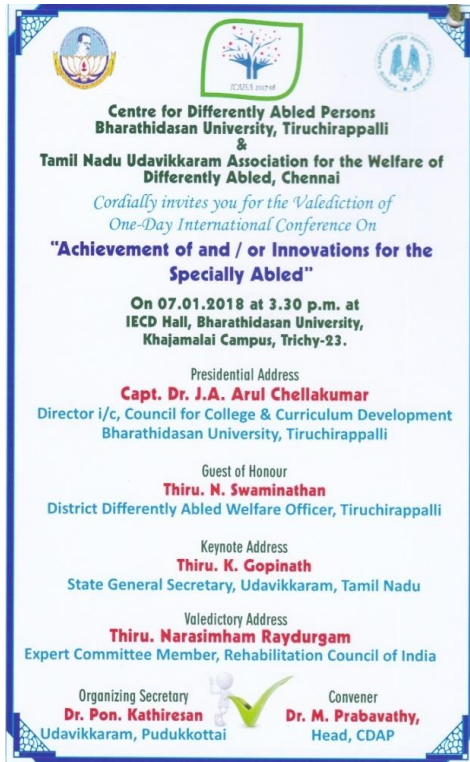 ICAISA 2017-18
Centre for Differently Abled Persons
Bharathidasan University, Tiruchirappalli
&
Tamil Nadu Udavikkaram Association for the Welfare of
Differently Abled, Chennai
Cordially invites you for the Valediction of
One-Day International Conference On
"Achievement of and / or Innovations for the
Specially Abled"
On 07.01.2018 at 3.30 p.m. at
IECD Hall, Bharathidasan University,
Khajamalai Campus, Trichy-23.
Presidential Address
Capt. Dr. J.A. Arul Chellakumar
Director i/c, Council for College & Curriculum Development
Bharathidasan University, Tiruchirappalli
Guest of Honour
Thiru. N. Swaminathan
District Differently Abled Welfare Officer, Tiruchirappalli
Keynote Address
Thiru. K. Gopinath
State General Secretary, Udavikkaram, Tamil Nadu
Valedictory Address
Thiru. Narasimham Raydurgam
Expert Committee Member, Rehabilitation Council of India
Organizing Secretary
Dr. Pon. Kathiresan
Udavikkaram, Pudukkottai
Convener
Dr. M. Prabavathy,
Head, CDAP